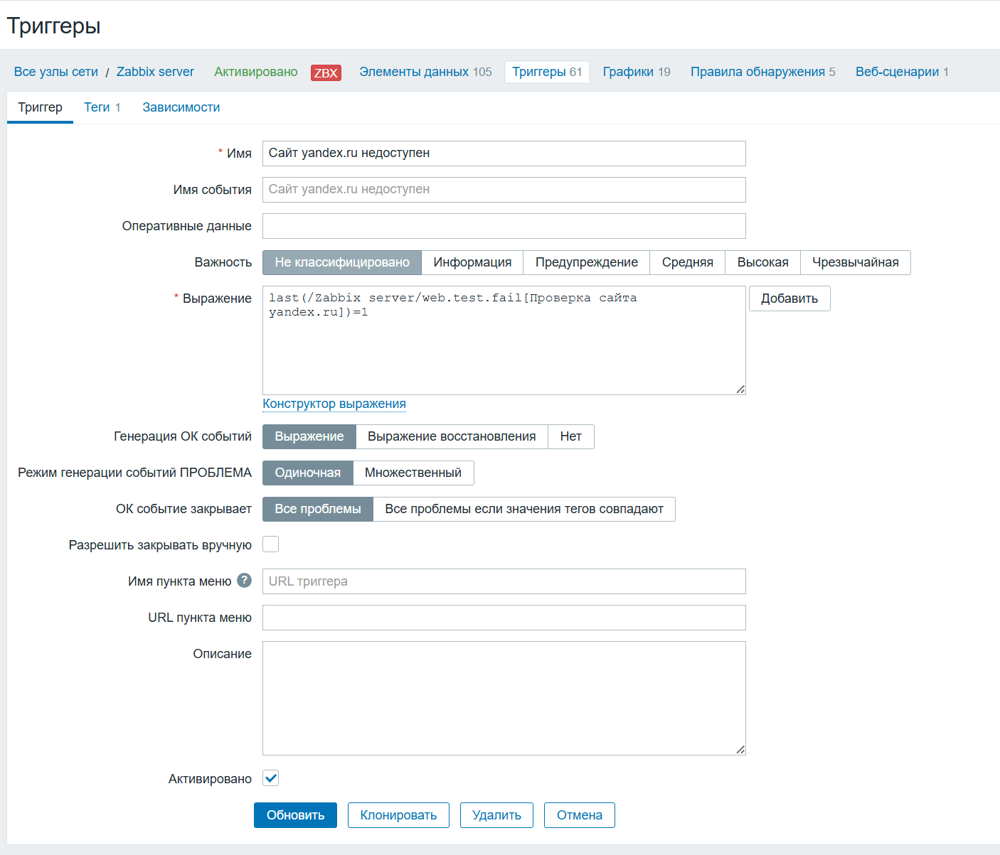 Триггеры
Все узлы сети / Zabbix server Активировано ZBX Элементы данных 105 Триггеры 61 Графики 19 Правила обнаружения 5 Веб-сценарии 1
Триггер Теги 1 Зависимости
* Имя Сайт yandex.ru недоступен
Имя события Сайт yandex.ru недоступен
Оперативные данные
Важность Не классифицировано Информация Предупреждение Средняя Высокая Чрезвычайная
* Выражение last(/Zabbix server/web.test.fail[Проверка сайта Добавить
yandex.ru])=1
Конструктор выражения
Генерация ОК событий Выражение Выражение восстановления Нет
Режим генерации событий ПРОБЛЕМА Одиночная Множественный
ОК событие закрывает Все проблемы Все проблемы если значения тегов совпадают
Разрешить закрывать вручную
Имя пункта меню ? URL триггера
URL пункта меню
Описание
Активировано
Обновить Клонировать Удалить Отмена